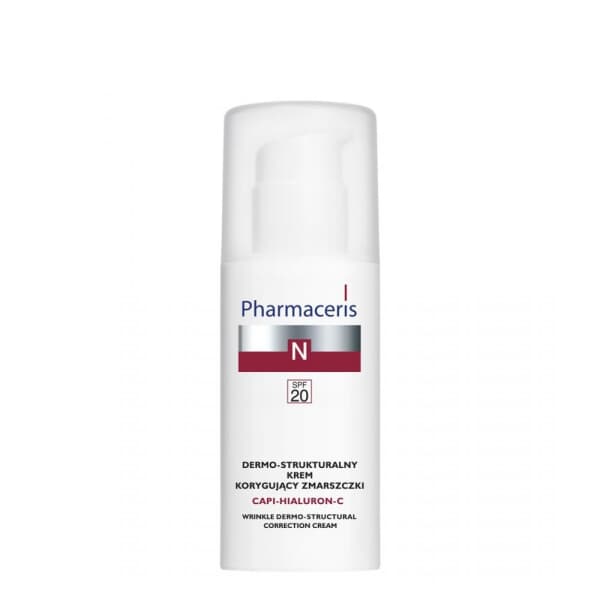 Pharmaceris
N
SPF
20
DERMO-STRUKTURALNY
KREM
KORYGUJĄCY ZMARSZCZKI
CAPI-HIALURON-C
WRINKLE DERMO-STRUCTURAL
CORRECTION CREAM